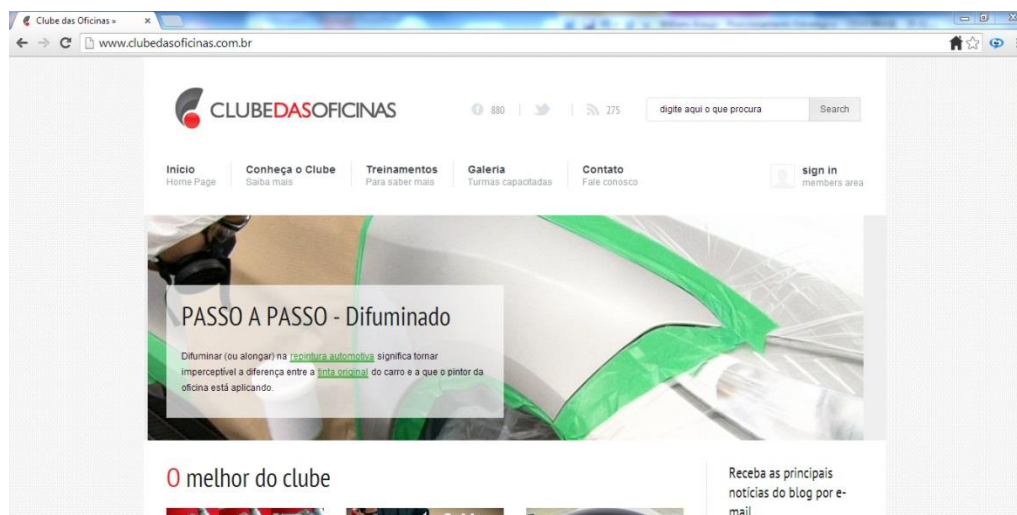 Clube das Oficinas »
www.clubedasoficinas.com.br
CLUBEDASOFICINAS
880
275
digite aqui o que procura
Search
Início
Home Page
Conheça o Clube
Saiba mais
Treinamentos
Para saber mais
Galeria
Turmas capacitadas
Contato
Fale conosco
sign in
members area
PASSO A PASSO - Difuminado
Difuminar (ou alongar) na repintura automotiva significa tornar
imperceptível a diferença entre a tinta original do carro e a que o pintor da
oficina está aplicando.
O melhor do clube
Receba as principais
notícias do blog por e-
mail